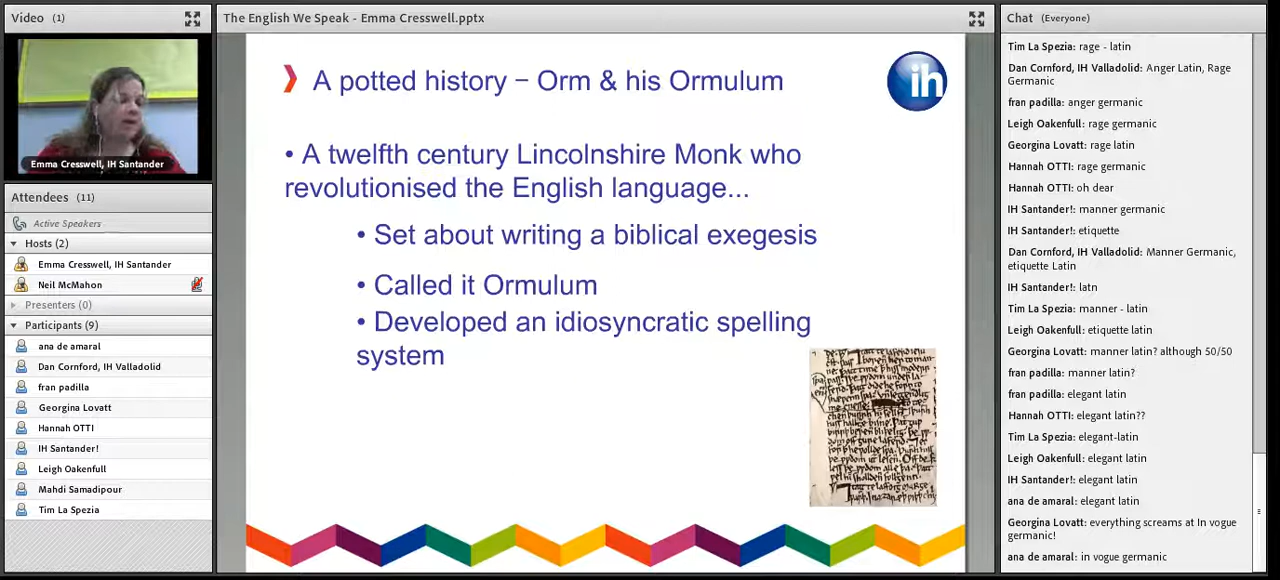 Video (1)
Emma Cresswell, IH Santander
Attendees (11)
Active Speakers
Hosts (2)
Emma Cresswell, IH Santander
Neil McMahon
Presenters (0)
Participants (9)
ana de amaral
Dan Cornford, IH Valladolid
fran padilla
Georgina Lovatt
Hannah OTTI
IH Santander!
Leigh Oakenfull
Mahdi Samadipour
Tim La Spezia
The English We Speak - Emma Cresswell.pptx
A potted history – Orm & his Ormulum
ih
• A twelfth century Lincolnshire Monk who
revolutionised the English language...
• Set about writing a biblical exegesis
• Called it Ormulum
• Developed an idiosyncratic spelling
system
Chat (Everyone)
Tim La Spezia: rage - latin
Dan Cornford, IH Valladolid: Anger Latin, Rage
Germanic
fran padilla: anger germanic
Leigh Oakenfull: rage germanic
Georgina Lovatt: rage latin
Hannah OTTI: rage germanic
Hannah OTTI: oh dear
IH Santander!: manner germanic
IH Santander!: etiquette
Dan Cornford, IH Valladolid: Manner Germanic,
etiquette Latin
IH Santander!: latn
Tim La Spezia: manner - latin
Leigh Oakenfull: etiquette latin
Georgina Lovatt: manner latin? although 50/50
fran padilla: manner latin?
fran padilla: elegant latin
Hannah OTTI: elegant latin??
Tim La Spezia: elegant-latin
Leigh Oakenfull: elegant latin
IH Santander!: elegant latin
ana de amaral: elegant latin
Georgina Lovatt: everything screams at In vogue
germanic!
ana de amaral: in vogue germanic